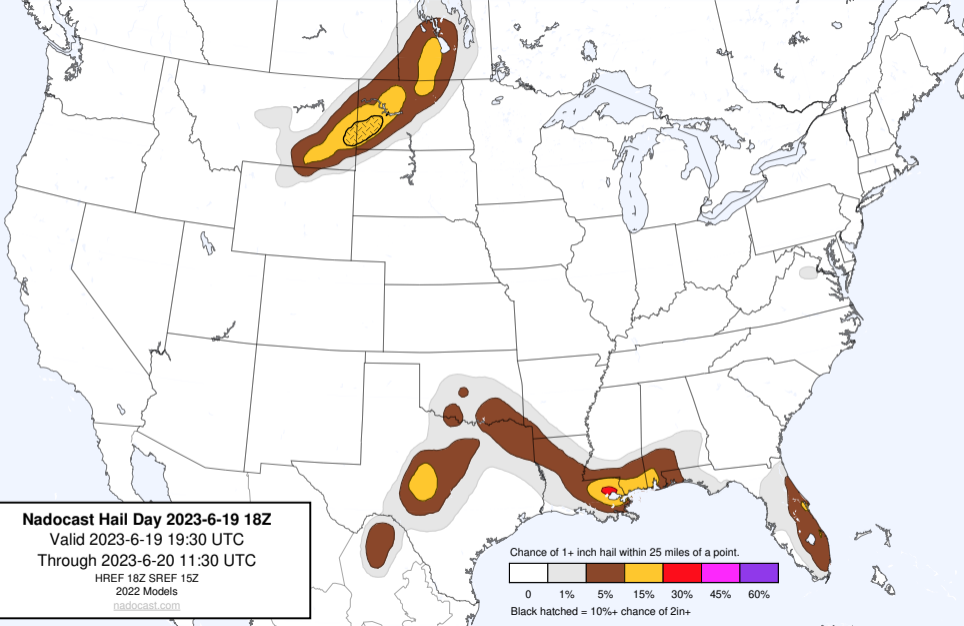 Nadocast Hail Day 2023-6-19 18Z
Valid 2023-6-19 19:30 UTC
Through 2023-6-20 11:30 UTC
HREF 18Z SREF 15Z
2022 Models
nadocast.com
Chance of 1+ inch hail within 25 miles of a point.
0 1% 5% 15% 30% 45% 60%
Black hatched = 10%+ chance of 2in+